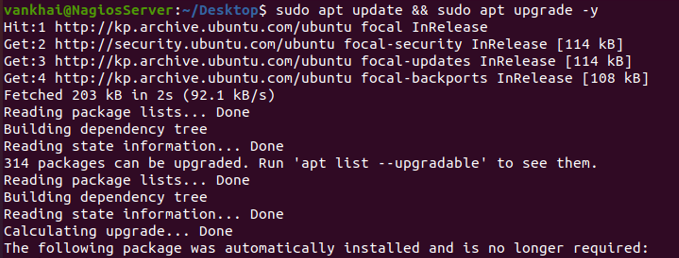 vankhai@NagiosServer:~/Desktop$ sudo apt update && sudo apt upgrade -y
Hit:1 http://kp.archive.ubuntu.com/ubuntu focal InRelease
Get:2 http://security.ubuntu.com/ubuntu focal-security InRelease [114 kB]
Get:3 http://kp.archive.ubuntu.com/ubuntu focal-updates InRelease [114 kB]
Get:4 http://kp.archive.ubuntu.com/ubuntu focal-backports InRelease [108 kB]
Fetched 203 kB in 2s (92.1 kB/s)
Reading package lists... Done
Building dependency tree
Reading state information... Done
314 packages can be upgraded. Run 'apt list --upgradable' to see them.
Reading package lists... Done
Building dependency tree
Reading state information... Done
Calculating upgrade... Done
The following package was automatically installed and is no longer required: